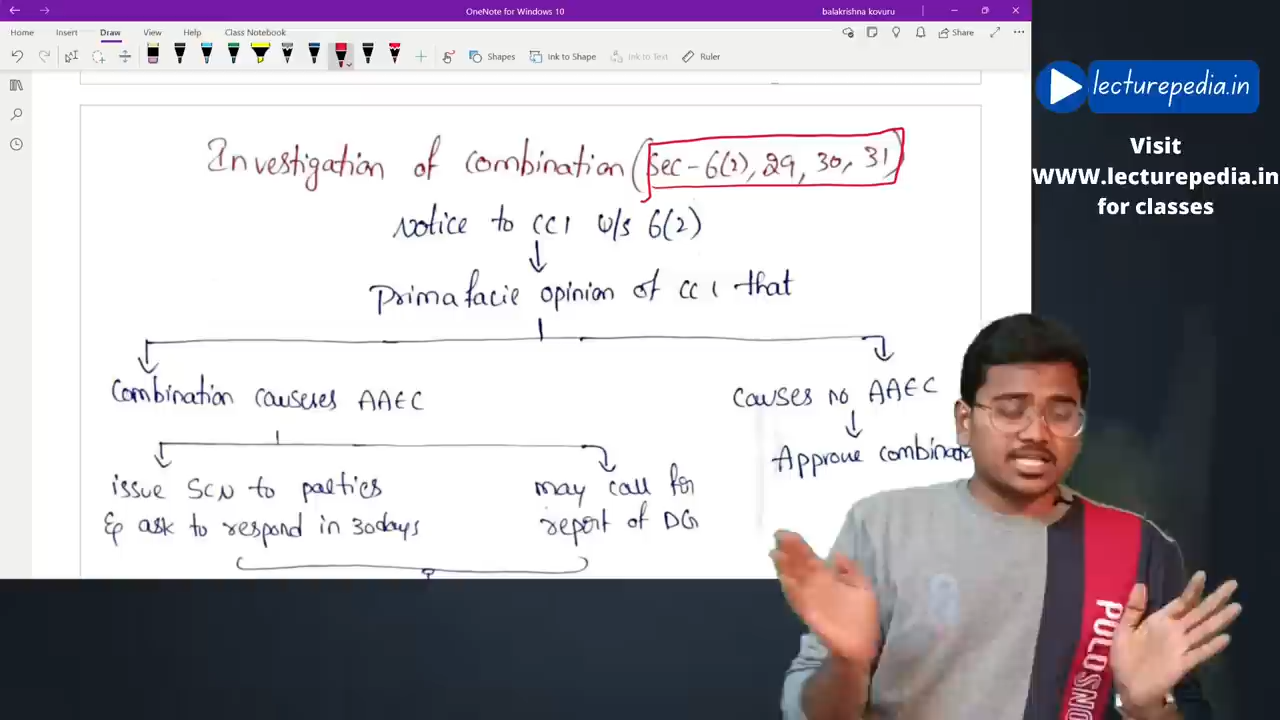 OneNote for Windows 10
balakrishna kovuru
Home Insert Draw View Help Class Notebook
Share
Shapes Ink to Shape Ink to Text Ruler
lecturepedia.in
Visit
WWW.lecturepedia.in
for classes
Investigation of combination (Sec - 6(2), 29, 30, 31)
Notice to CCI u/s 6(2)
Primafacie opinion of CCI that
Combination causeres AAEC
Causes no AAEC
Approve combination
issue SCN to parties
& ask to respond in 30days
may call for
report of DG
POLOSNO